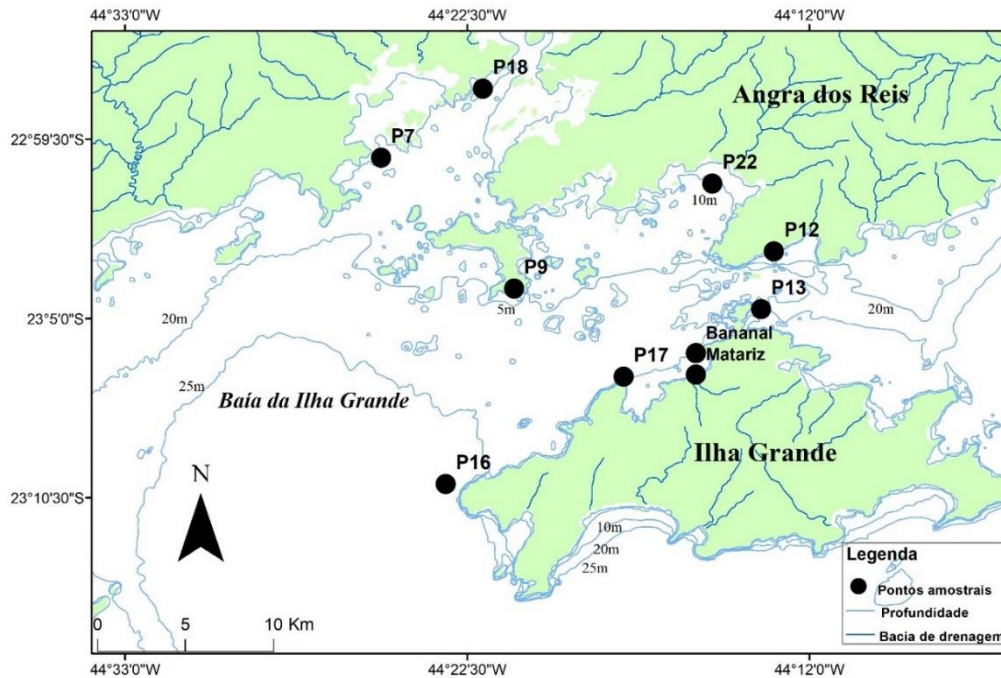 44°33'0"W
44°22'30"W
44°12'0"W
P18
Angra dos Reis
22°59'30"S
P7
P22
10m
P12
P9
P13
5m
23°5'0"S
20m
20m
Bananal
Matariz
P17
25m
Baía da Ilha Grande
Ilha Grande
P16
N
23°10'30"S
10m
20m
25m
Legenda
Pontos amostrais
Profundidade
Bacia de drenagem
0 5 10 Km
44°33'0"W
44°22'30"W
44°12'0"W